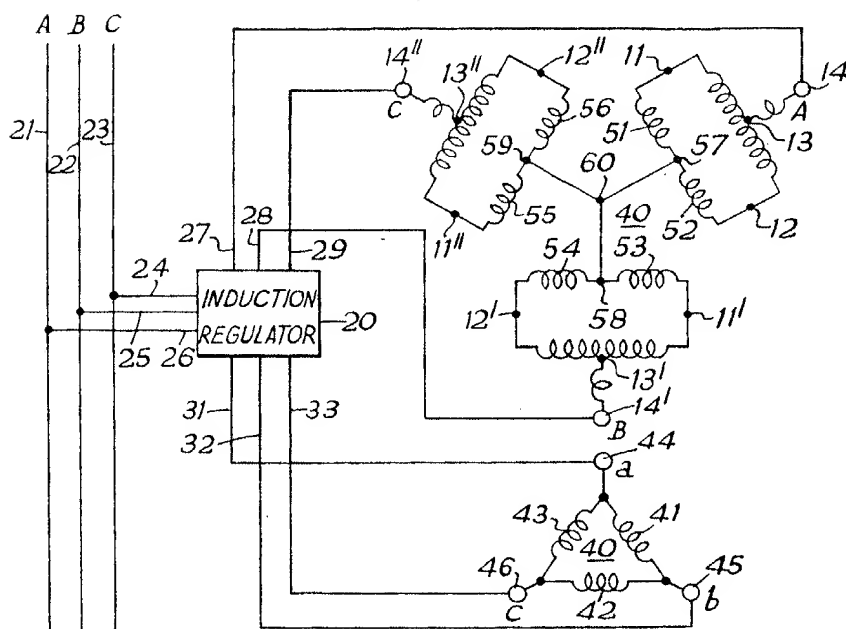 A B C
14" 13" 12" 11 14
C A
21 23 56 51 57 13
22 59 60
28 55 40 52 12
27 29 11" 54 53
24 INDUCTION
REGULATOR 20
12' 58 11'
25 26
13'
31 33 14'
32 B
44
a
43 41
40
46 45
C 42 b